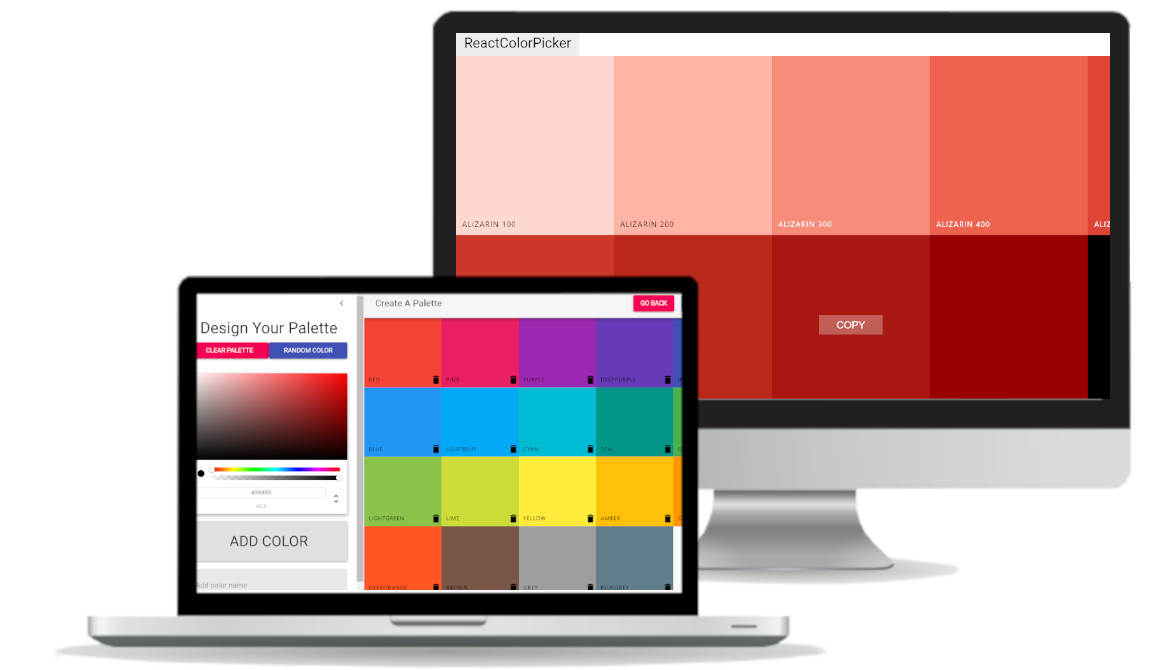 ReactColorPicker
ALIZARIN 100
ALIZARIN 200
ALIZARIN 300
ALIZARIN 400
ALIZ
COPY
Create A Palette
GO BACK
Design Your Palette
CLEAR PALETTE
RANDOM COLOR
RED
PINK
PURPLE
DEEPPURPLE
BLUE
LIGHTBLUE
CYAN
TEAL
LIGHTGREEN
LIME
YELLOW
AMBER
HEX
ADD COLOR
Add color name
DEEPORANGE
BROWN
GREY
BLUEGREY